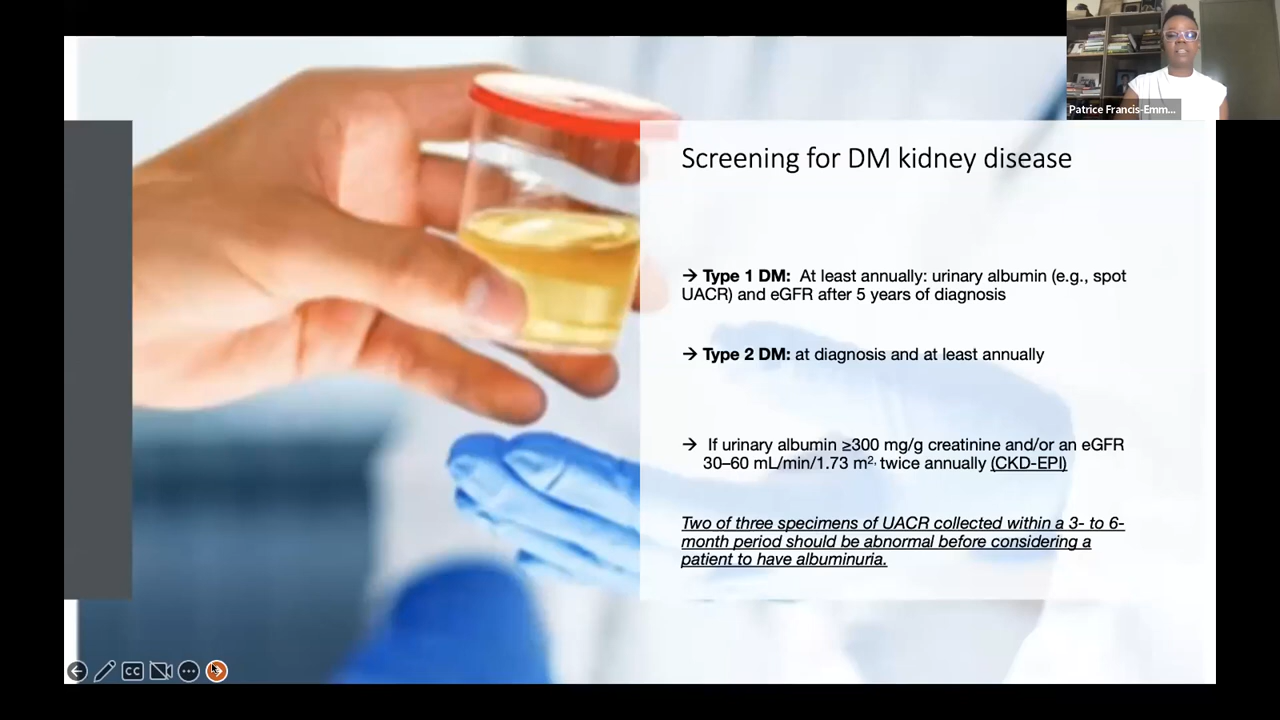 Patrice Francis-Emm...
Screening for DM kidney disease
→ Type 1 DM:  At least annually: urinary albumin (e.g., spot
UACR) and eGFR after 5 years of diagnosis
→ Type 2 DM: at diagnosis and at least annually
→ If urinary albumin ≥300 mg/g creatinine and/or an eGFR
30–60 mL/min/1.73 m², twice annually (CKD-EPI)
Two of three specimens of UACR collected within a 3- to 6-
month period should be abnormal before considering a
patient to have albuminuria.
CC